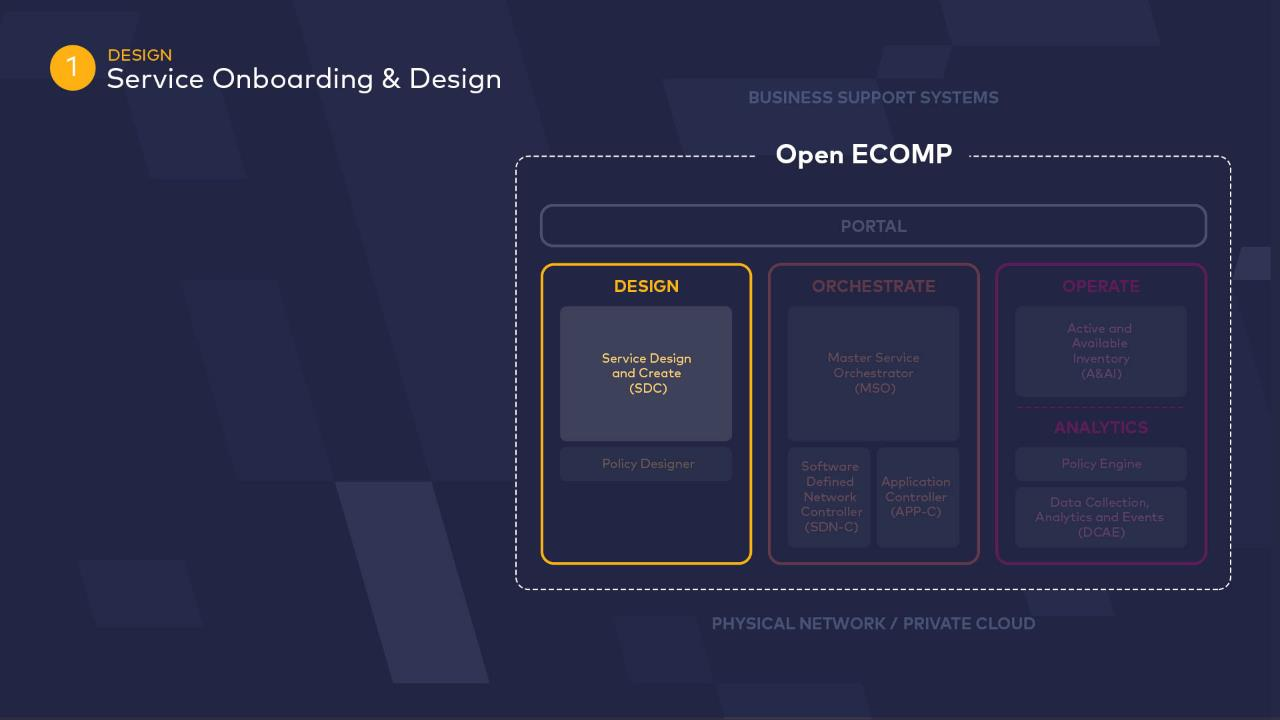 1
DESIGN
Service Onboarding & Design
BUSINESS SUPPORT SYSTEMS
Open ECOMP
PORTAL
DESIGN
Service Design
and Create
(SDC)
Policy Designer
ORCHESTRATE
Master Service
Orchestrator
(MSO)
Software
Defined
Network
Controller
(SDN-C)
Application
Controller
(APP-C)
OPERATE
Active and
Available
Inventory
(A&AI)
ANALYTICS
Policy Engine
Data Collection,
Analytics and Events
(DCAE)
PHYSICAL NETWORK / PRIVATE CLOUD